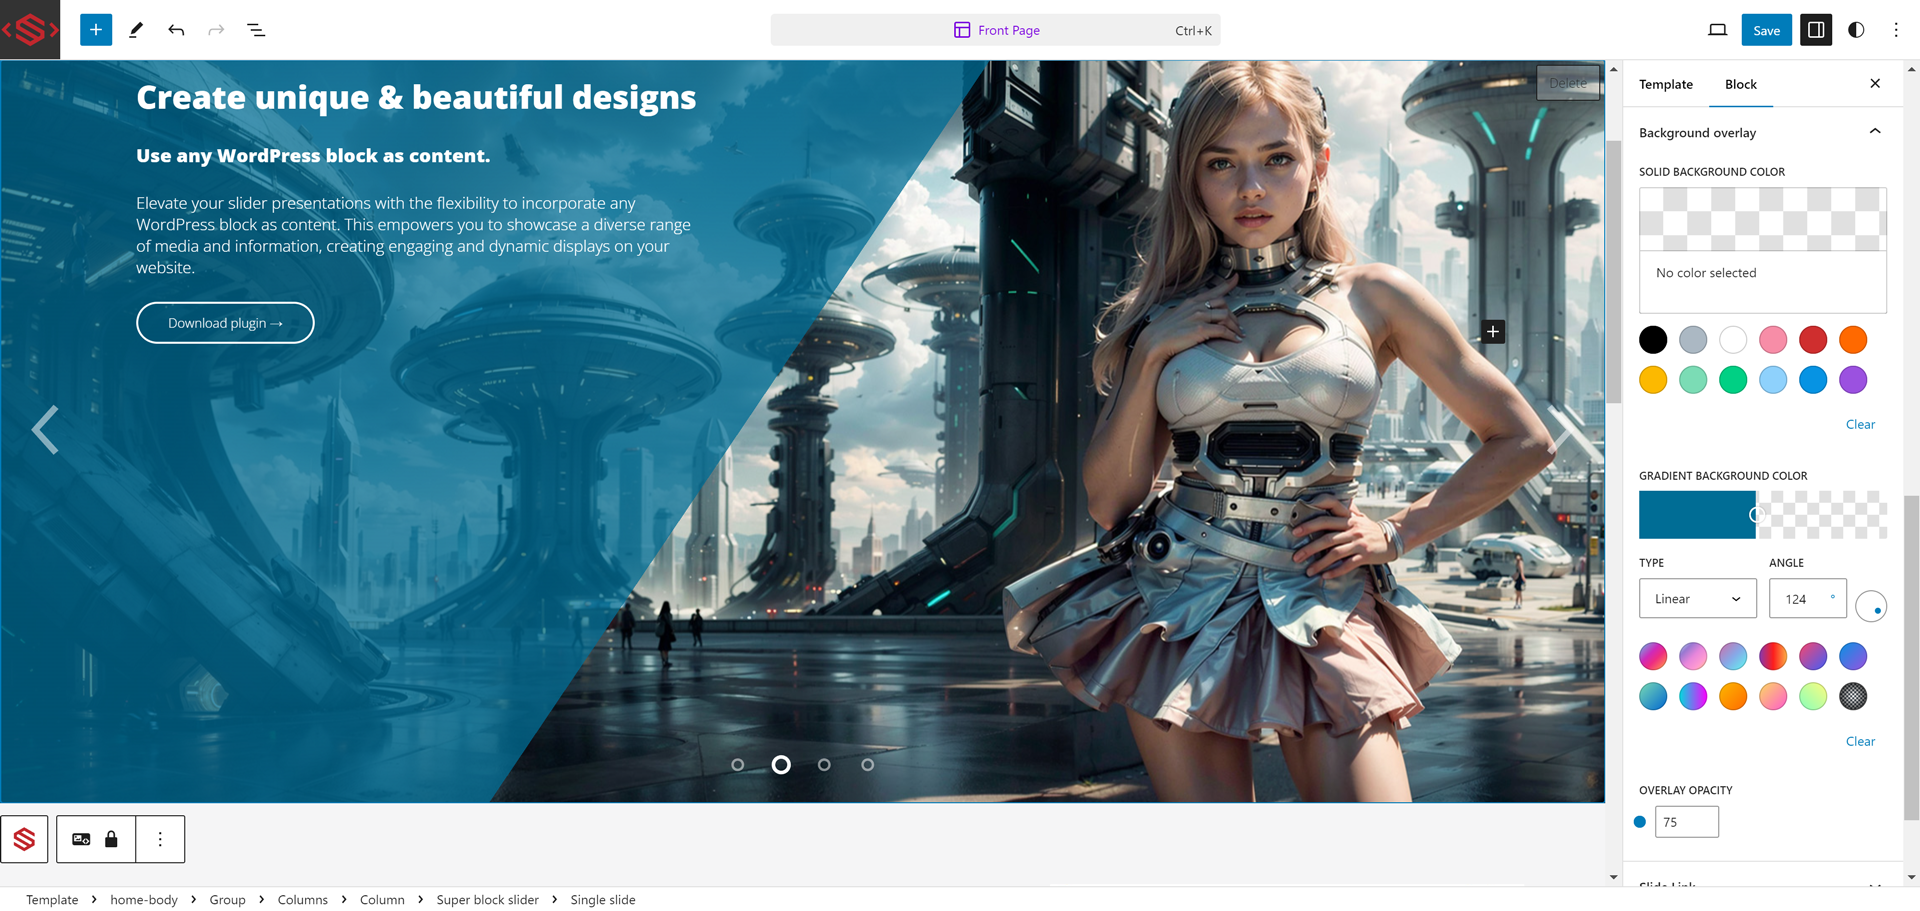 Front Page
Ctrl+K
Save
Create unique & beautiful designs
Use any WordPress block as content.
Elevate your slider presentations with the flexibility to incorporate any
WordPress block as content. This empowers you to showcase a diverse range
of media and information, creating engaging and dynamic displays on your
website.
Download plugin →
Delete
Template
Block
Background overlay
SOLID BACKGROUND COLOR
No color selected
Clear
GRADIENT BACKGROUND COLOR
TYPE
ANGLE
Linear
124 °
Clear
OVERLAY OPACITY
75
Slide Link
Template > home-body > Group > Columns > Column > Super block slider > Single slide